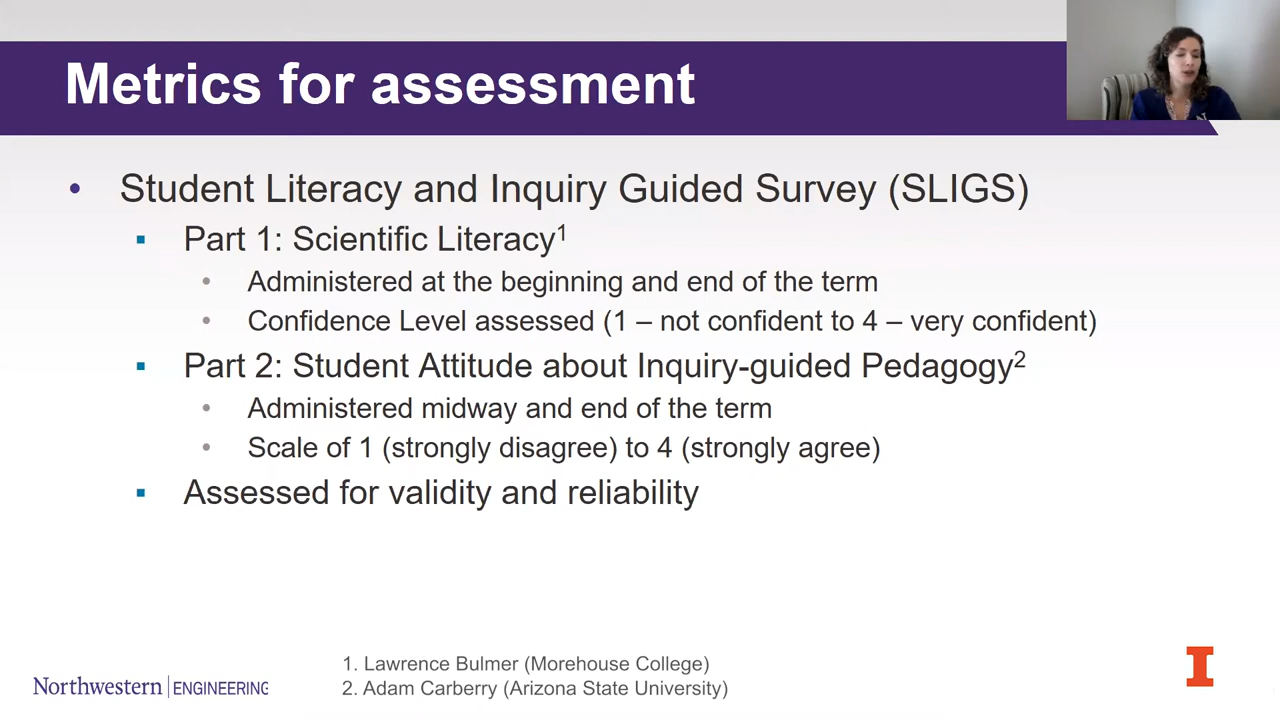 Metrics for assessment
• Student Literacy and Inquiry Guided Survey (SLIGS)
▪ Part 1: Scientific Literacy¹
• Administered at the beginning and end of the term
• Confidence Level assessed (1 – not confident to 4 – very confident)
▪ Part 2: Student Attitude about Inquiry-guided Pedagogy²
• Administered midway and end of the term
• Scale of 1 (strongly disagree) to 4 (strongly agree)
▪ Assessed for validity and reliability
1. Lawrence Bulmer (Morehouse College)
2. Adam Carberry (Arizona State University)
Northwestern | ENGINEERING
I